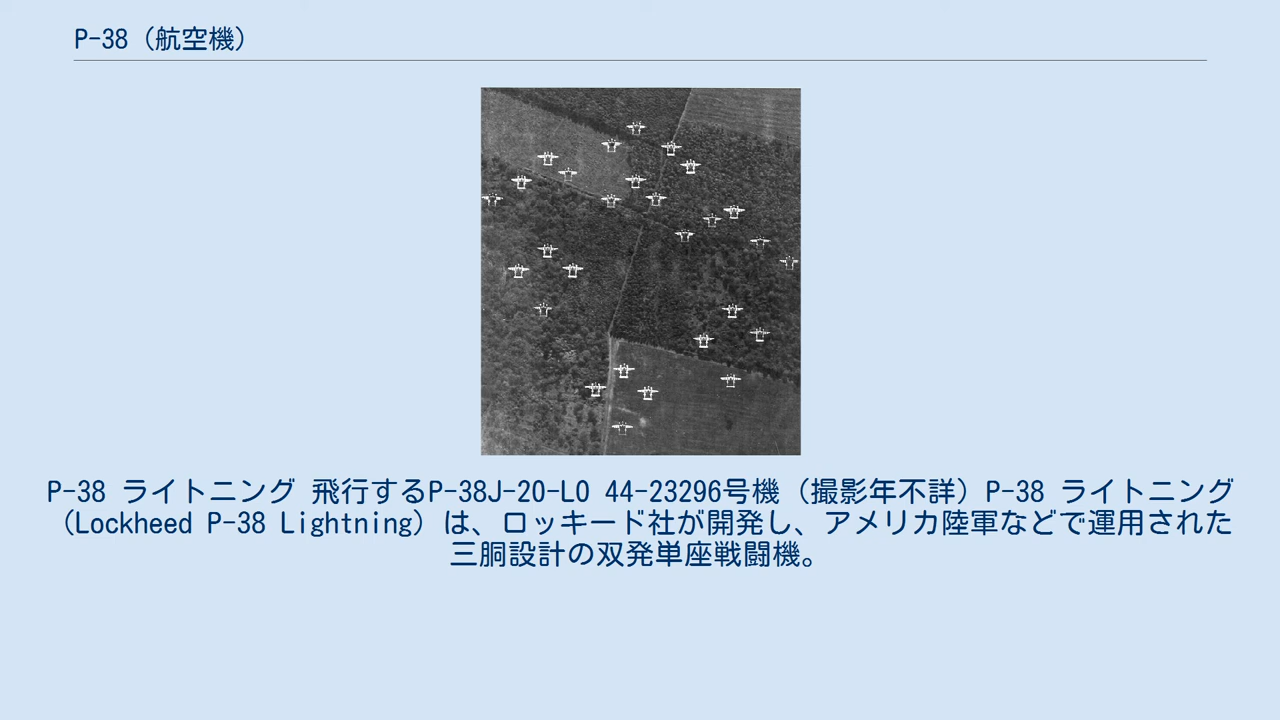 P-38（航空機）
P-38 ライトニング 飛行するP-38J-20-LO 44-23296号機（撮影年不詳）P-38 ライトニング
（Lockheed P-38 Lightning）は、ロッキード社が開発し、アメリカ陸軍などで運用された
三胴設計の双発単座戦闘機。